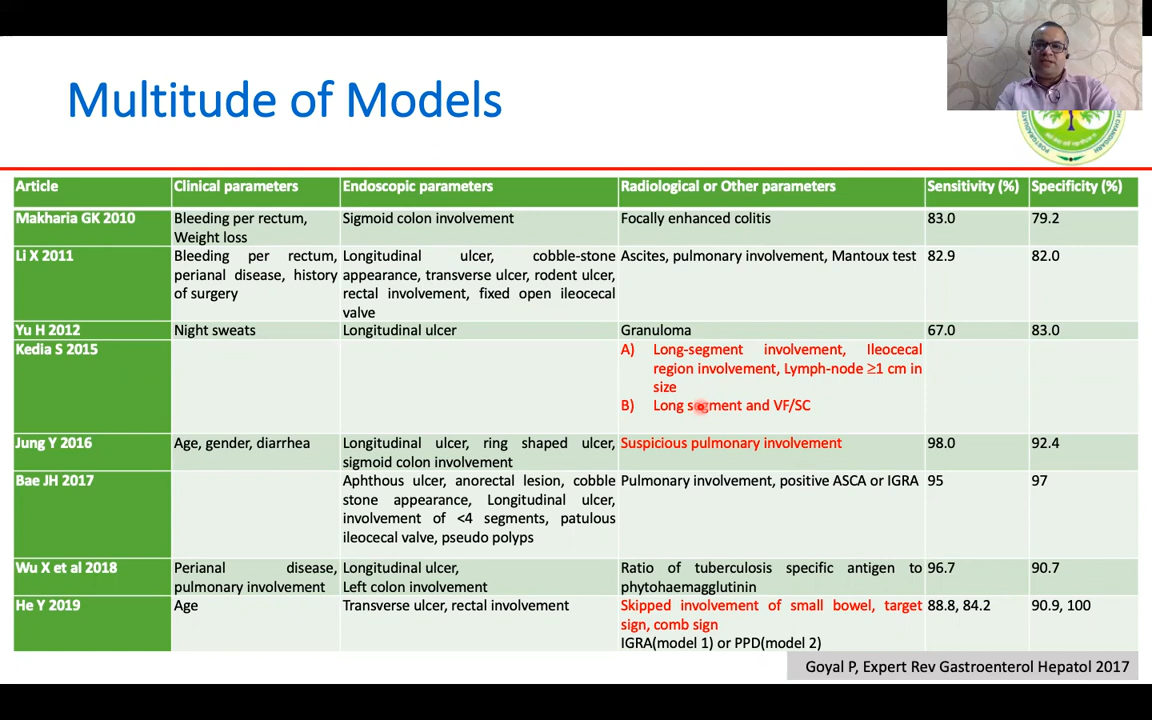 Multitude of Models
Article Clinical parameters Endoscopic parameters Radiological or Other parameters Sensitivity (%) Specificity (%)
Makharia GK 2010 Bleeding per rectum, Sigmoid colon involvement Focally enhanced colitis 83.0 79.2
Weight loss
Li X 2011 Bleeding per rectum, Longitudinal ulcer, cobble-stone Ascites, pulmonary involvement, Mantoux test 82.9 82.0
perianal disease, history appearance, transverse ulcer, rodent ulcer,
of surgery rectal involvement, fixed open ileocecal
valve
Yu H 2012 Night sweats Longitudinal ulcer Granuloma 67.0 83.0
Kedia S 2015 A) Long-segment involvement, Ileocecal
region involvement, Lymph-node ≥1 cm in
size
B) Long segment and VF/SC
Jung Y 2016 Age, gender, diarrhea Longitudinal ulcer, ring shaped ulcer, Suspicious pulmonary involvement 98.0 92.4
sigmoid colon involvement
Bae JH 2017 Aphthous ulcer, anorectal lesion, cobble Pulmonary involvement, positive ASCA or IGRA 95 97
stone appearance, Longitudinal ulcer,
involvement of <4 segments, patulous
ileocecal valve, pseudo polyps
Wu X et al 2018 Perianal disease, Longitudinal ulcer, Ratio of tuberculosis specific antigen to 96.7 90.7
pulmonary involvement Left colon involvement phytohaemagglutinin
He Y 2019 Age Transverse ulcer, rectal involvement Skipped involvement of small bowel, target 88.8, 84.2 90.9, 100
sign, comb sign
IGRA(model 1) or PPD(model 2)
Goyal P, Expert Rev Gastroenterol Hepatol 2017